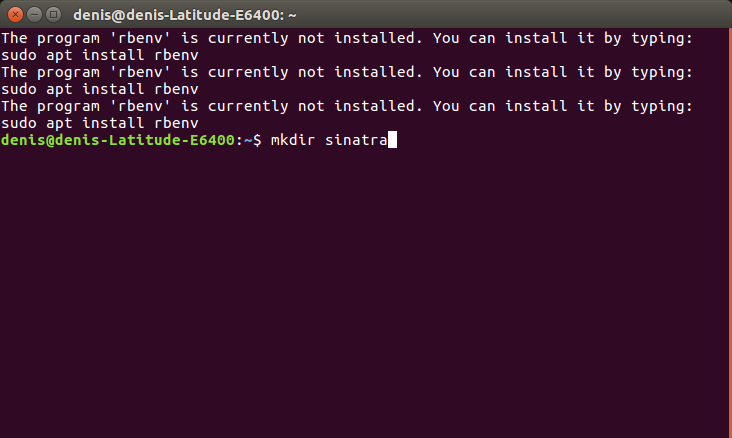 denis@denis-Latitude-E6400: ~
The program 'rbenv' is currently not installed. You can install it by typing:
sudo apt install rbenv
The program 'rbenv' is currently not installed. You can install it by typing:
sudo apt install rbenv
The program 'rbenv' is currently not installed. You can install it by typing:
sudo apt install rbenv
denis@denis-Latitude-E6400:~$ mkdir sinatra